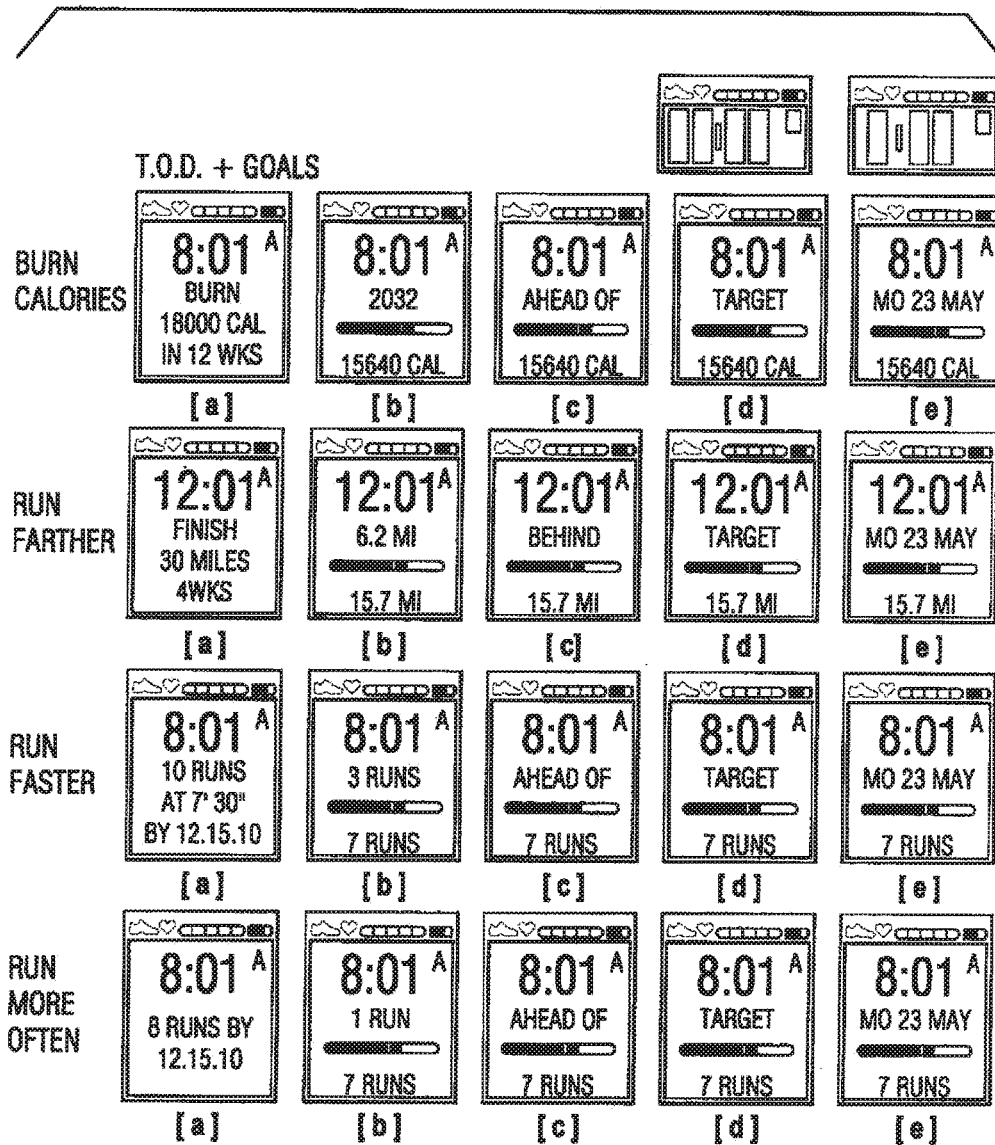 T.O.D. + GOALS
BURN
CALORIES
8:01 A
BURN
18000 CAL
IN 12 WKS
[a]
8:01 A
2032
15640 CAL
[b]
8:01 A
AHEAD OF
15640 CAL
[c]
8:01 A
TARGET
15640 CAL
[d]
8:01 A
MO 23 MAY
15640 CAL
[e]
RUN
FARTHER
12:01 A
FINISH
30 MILES
4WKS
[a]
12:01 A
6.2 MI
15.7 MI
[b]
12:01 A
BEHIND
15.7 MI
[c]
12:01 A
TARGET
15.7 MI
[d]
12:01 A
MO 23 MAY
15.7 MI
[e]
RUN
FASTER
8:01 A
10 RUNS
AT 7' 30"
BY 12.15.10
[a]
8:01 A
3 RUNS
7 RUNS
[b]
8:01 A
AHEAD OF
7 RUNS
[c]
8:01 A
TARGET
7 RUNS
[d]
8:01 A
MO 23 MAY
7 RUNS
[e]
RUN
MORE
OFTEN
8:01 A
8 RUNS BY
12.15.10
[a]
8:01 A
1 RUN
7 RUNS
[b]
8:01 A
AHEAD OF
7 RUNS
[c]
8:01 A
TARGET
7 RUNS
[d]
8:01 A
MO 23 MAY
7 RUNS
[e]